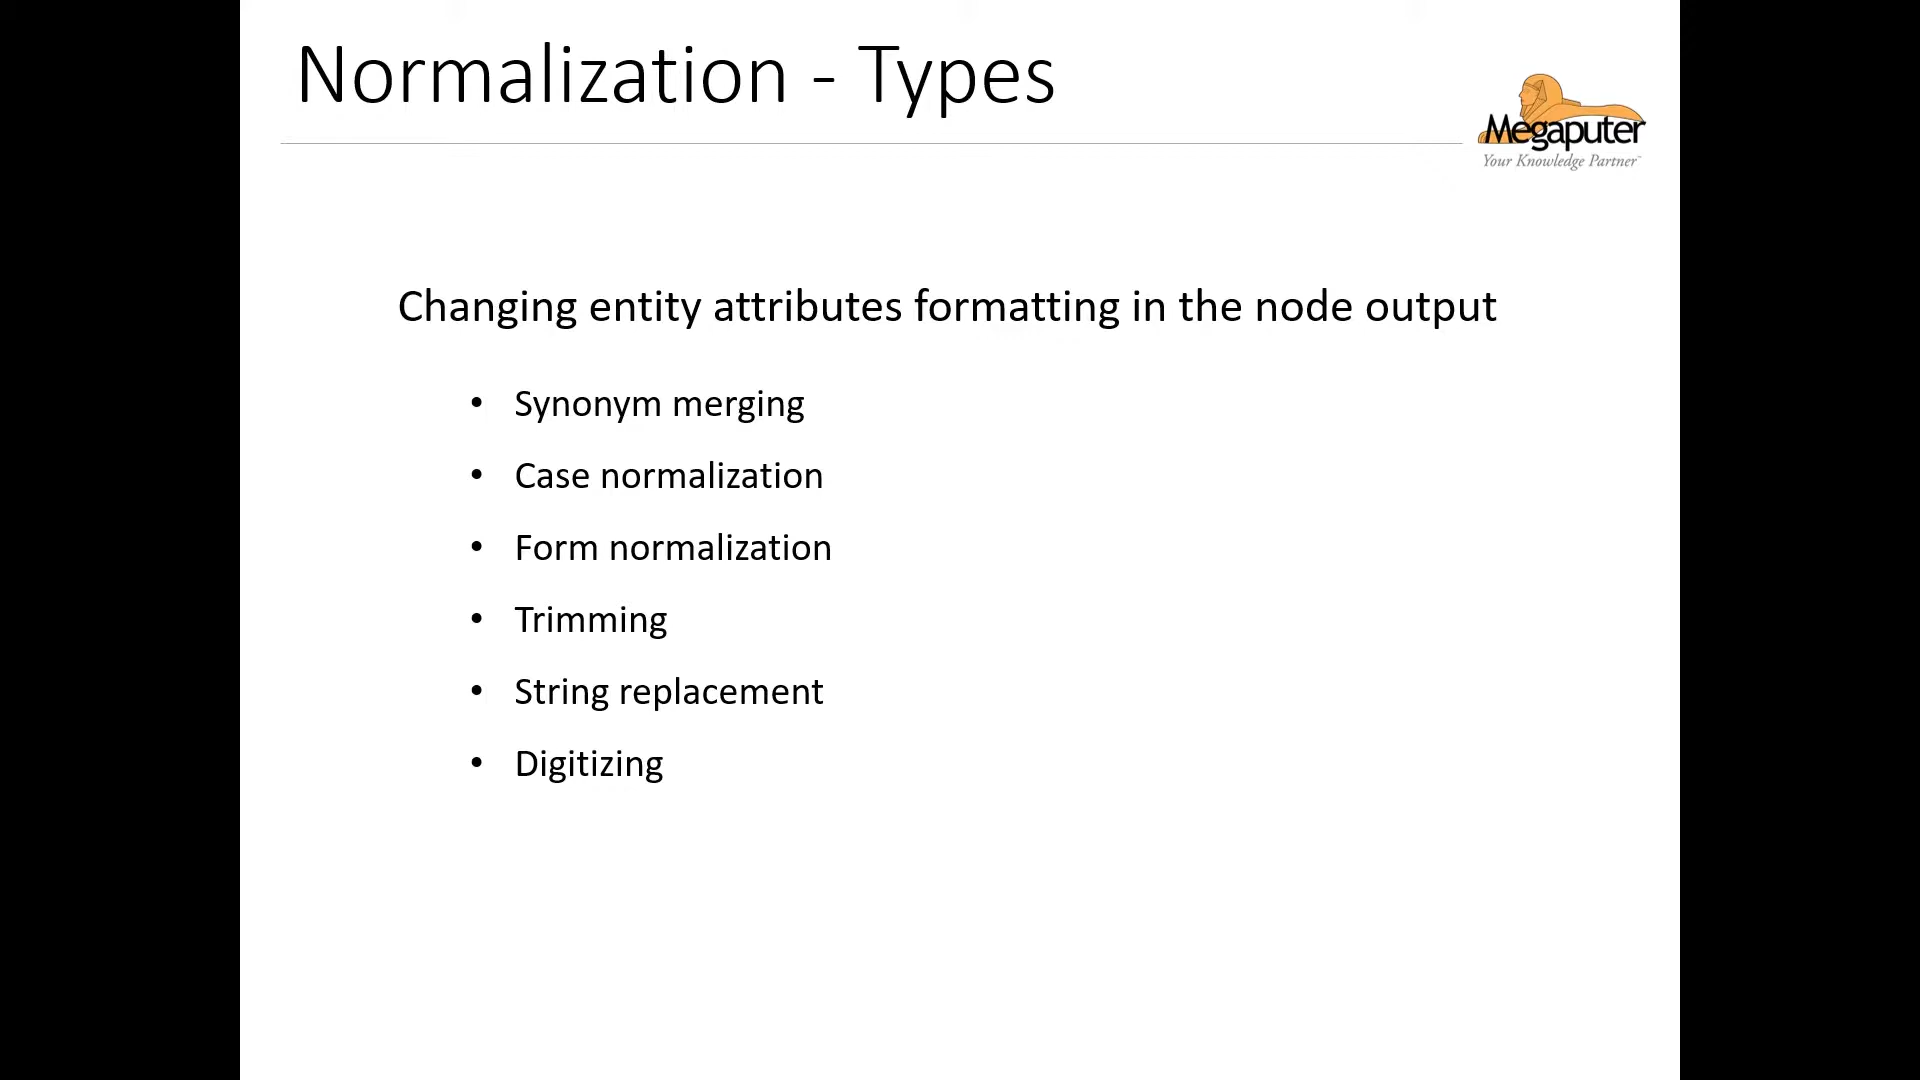 Normalization - Types
Megaputer
Your Knowledge Partner™
Changing entity attributes formatting in the node output
• Synonym merging
• Case normalization
• Form normalization
• Trimming
• String replacement
• Digitizing